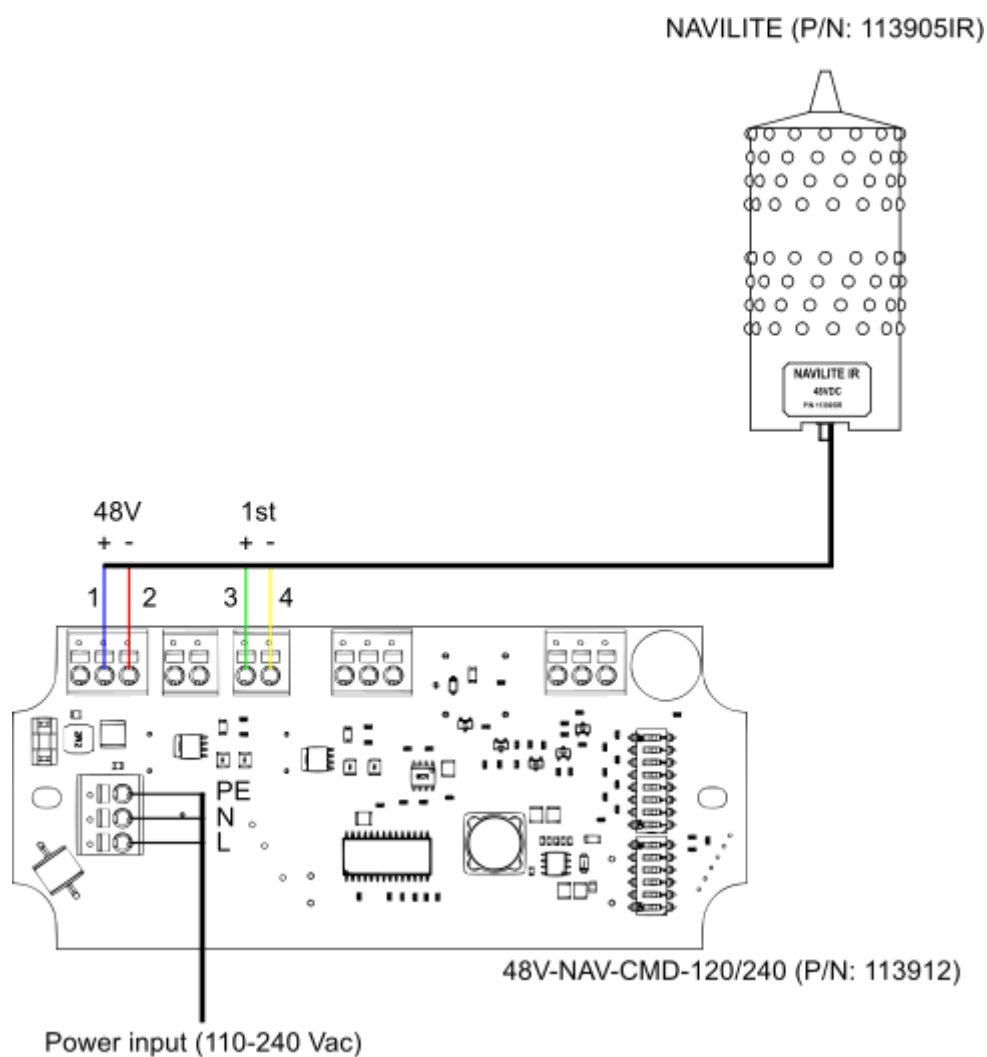 NAVILITE (P/N: 113905IR)
NAVILITE IR
48VDC
P/N 113905IR
48V 1st
+ - + -
1 2 3 4
PE
N
L
48V-NAV-CMD-120/240 (P/N: 113912)
Power input (110-240 Vac)